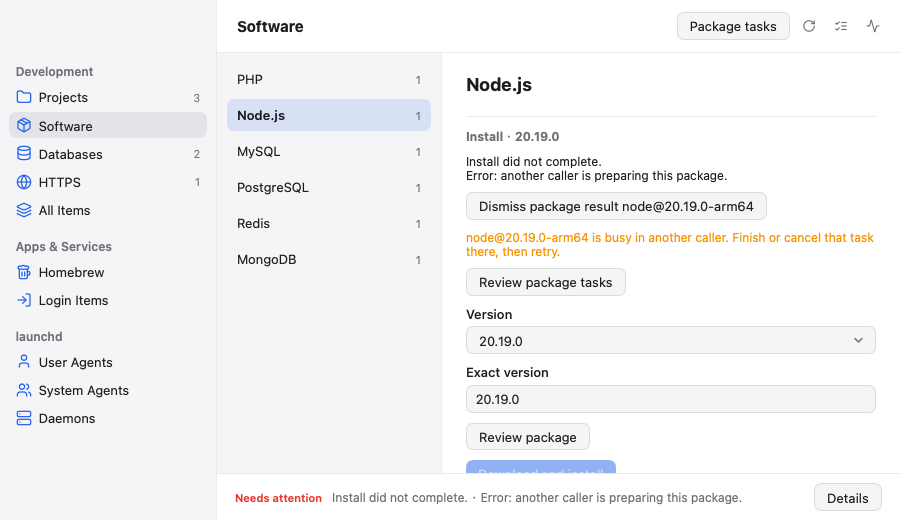 Software
Package tasks
Development
Projects 3
Software
Databases 2
HTTPS 1
All Items
Apps & Services
Homebrew
Login Items
launchd
User Agents
System Agents
Daemons
PHP 1
Node.js 1
MySQL 1
PostgreSQL 1
Redis 1
MongoDB 1
Node.js
Install · 20.19.0
Install did not complete.
Error: another caller is preparing this package.
Dismiss package result node@20.19.0-arm64
node@20.19.0-arm64 is busy in another caller. Finish or cancel that task
there, then retry.
Review package tasks
Version
20.19.0
Exact version
20.19.0
Review package
Download and install
Needs attention Install did not complete. · Error: another caller is preparing this package.
Details